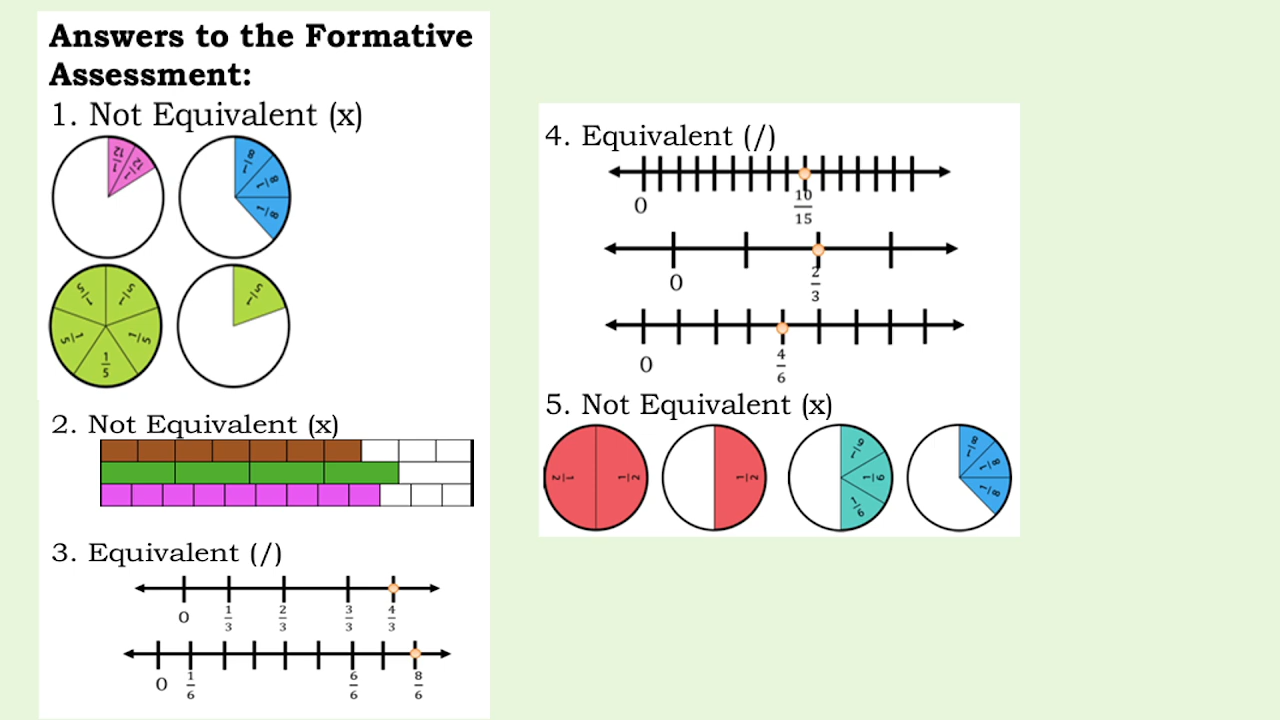 Answers to the Formative
Assessment:
1. Not Equivalent (x)
1/12 1/12 1/8 1/8 1/8
1/5 1/5 1/5 1/5 1/5 1/5
2. Not Equivalent (x)
3. Equivalent (/)
0 1/3 2/3 3/3 4/3
0 1/6 6/6 8/6
4. Equivalent (/)
0 10/15
0 2/3
0 4/6
5. Not Equivalent (x)
1/2 1/2 1/2 1/6 1/6 1/6 1/8 1/8 1/8